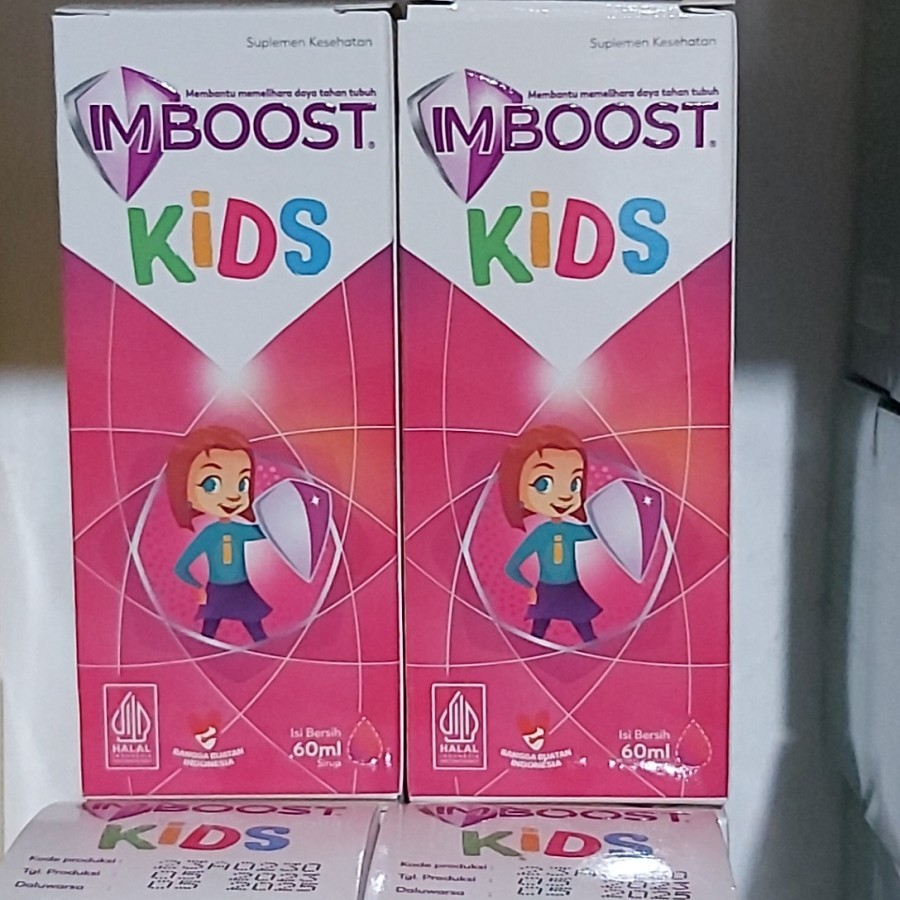 Suplemen Kesehatan
Membantu memelihara daya tahan tubuh
IMBOOST®
KiDS
i
HALAL
INDONESIA
BANGGA BUATAN
INDONESIA
Isi Bersih
60ml
Sirup
Suplemen Kesehatan
Membantu memelihara daya tahan tubuh
IMBOOST®
KiDS
i
HALAL
INDONESIA
BANGGA BUATAN
INDONESIA
Isi Bersih
60ml
IMBOOST
KiDS
Kode produksi :
Tgl. Produksi
Daluwarsa
IMBOOST
KiDS
Kode produksi :
Tgl. Produksi
Daluwarsa